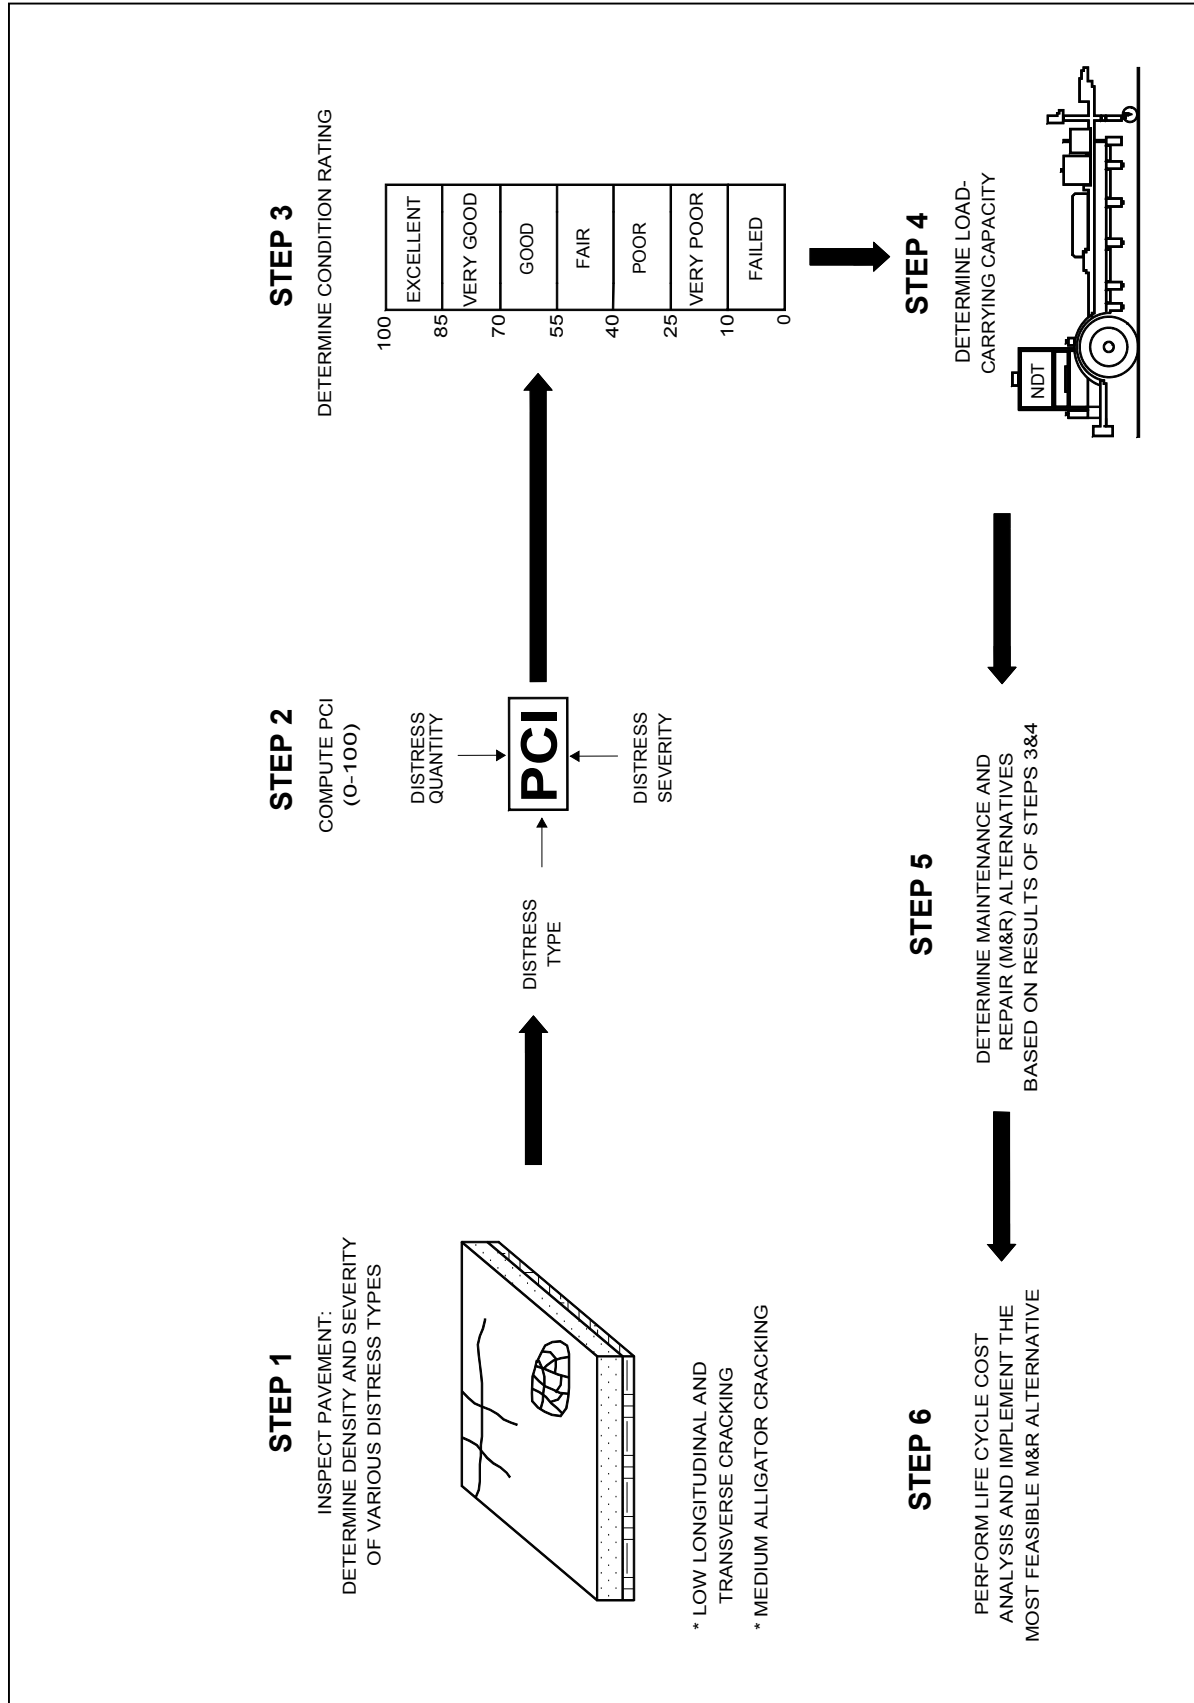 STEP 1
INSPECT PAVEMENT:
DETERMINE DENSITY AND SEVERITY
OF VARIOUS DISTRESS TYPES
* LOW LONGITUDINAL AND
TRANSVERSE CRACKING
* MEDIUM ALLIGATOR CRACKING
STEP 2
COMPUTE PCI
(0-100)
DISTRESS
QUANTITY
DISTRESS
TYPE
PCI
DISTRESS
SEVERITY
STEP 3
DETERMINE CONDITION RATING
100
EXCELLENT
85
VERY GOOD
70
GOOD
55
FAIR
40
POOR
25
VERY POOR
10
FAILED
0
STEP 4
DETERMINE LOAD-
CARRYING CAPACITY
NDT
STEP 5
DETERMINE MAINTENANCE AND
REPAIR (M&R) ALTERNATIVES
BASED ON RESULTS OF STEPS 3&4
STEP 6
PERFORM LIFE CYCLE COST
ANALYSIS AND IMPLEMENT THE
MOST FEASIBLE M&R ALTERNATIVE